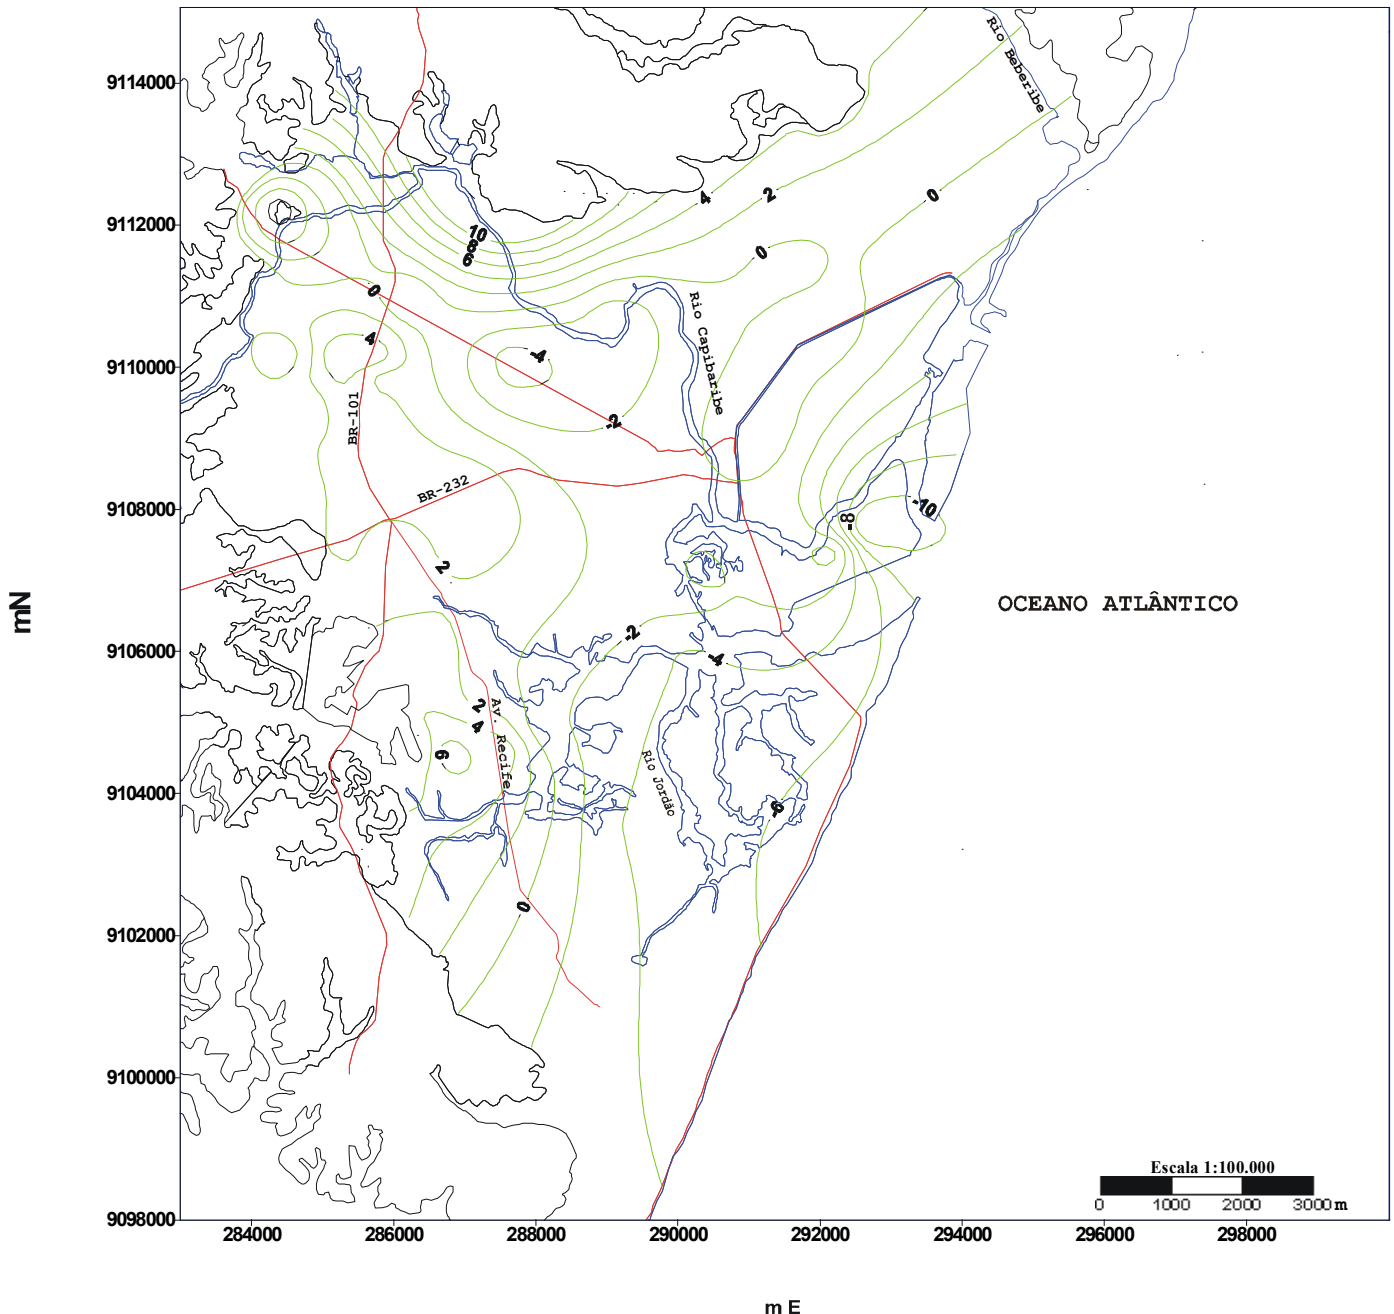 Rio Beberibe
9114000
4
2
0
9112000
10
8
6
0
0
Rio Capibaribe
4
-4
9110000
BR-101
-2
BR-232
-10
9108000
-8
2
mN
OCEANO ATLÂNTICO
-2
9106000
-4
2
Av. Recife
4
6
Rio Jordão
9104000
-6
0
9102000
9100000
Escala 1:100.000
0 1000 2000 3000 m
9098000
284000 286000 288000 290000 292000 294000 296000 298000
m E